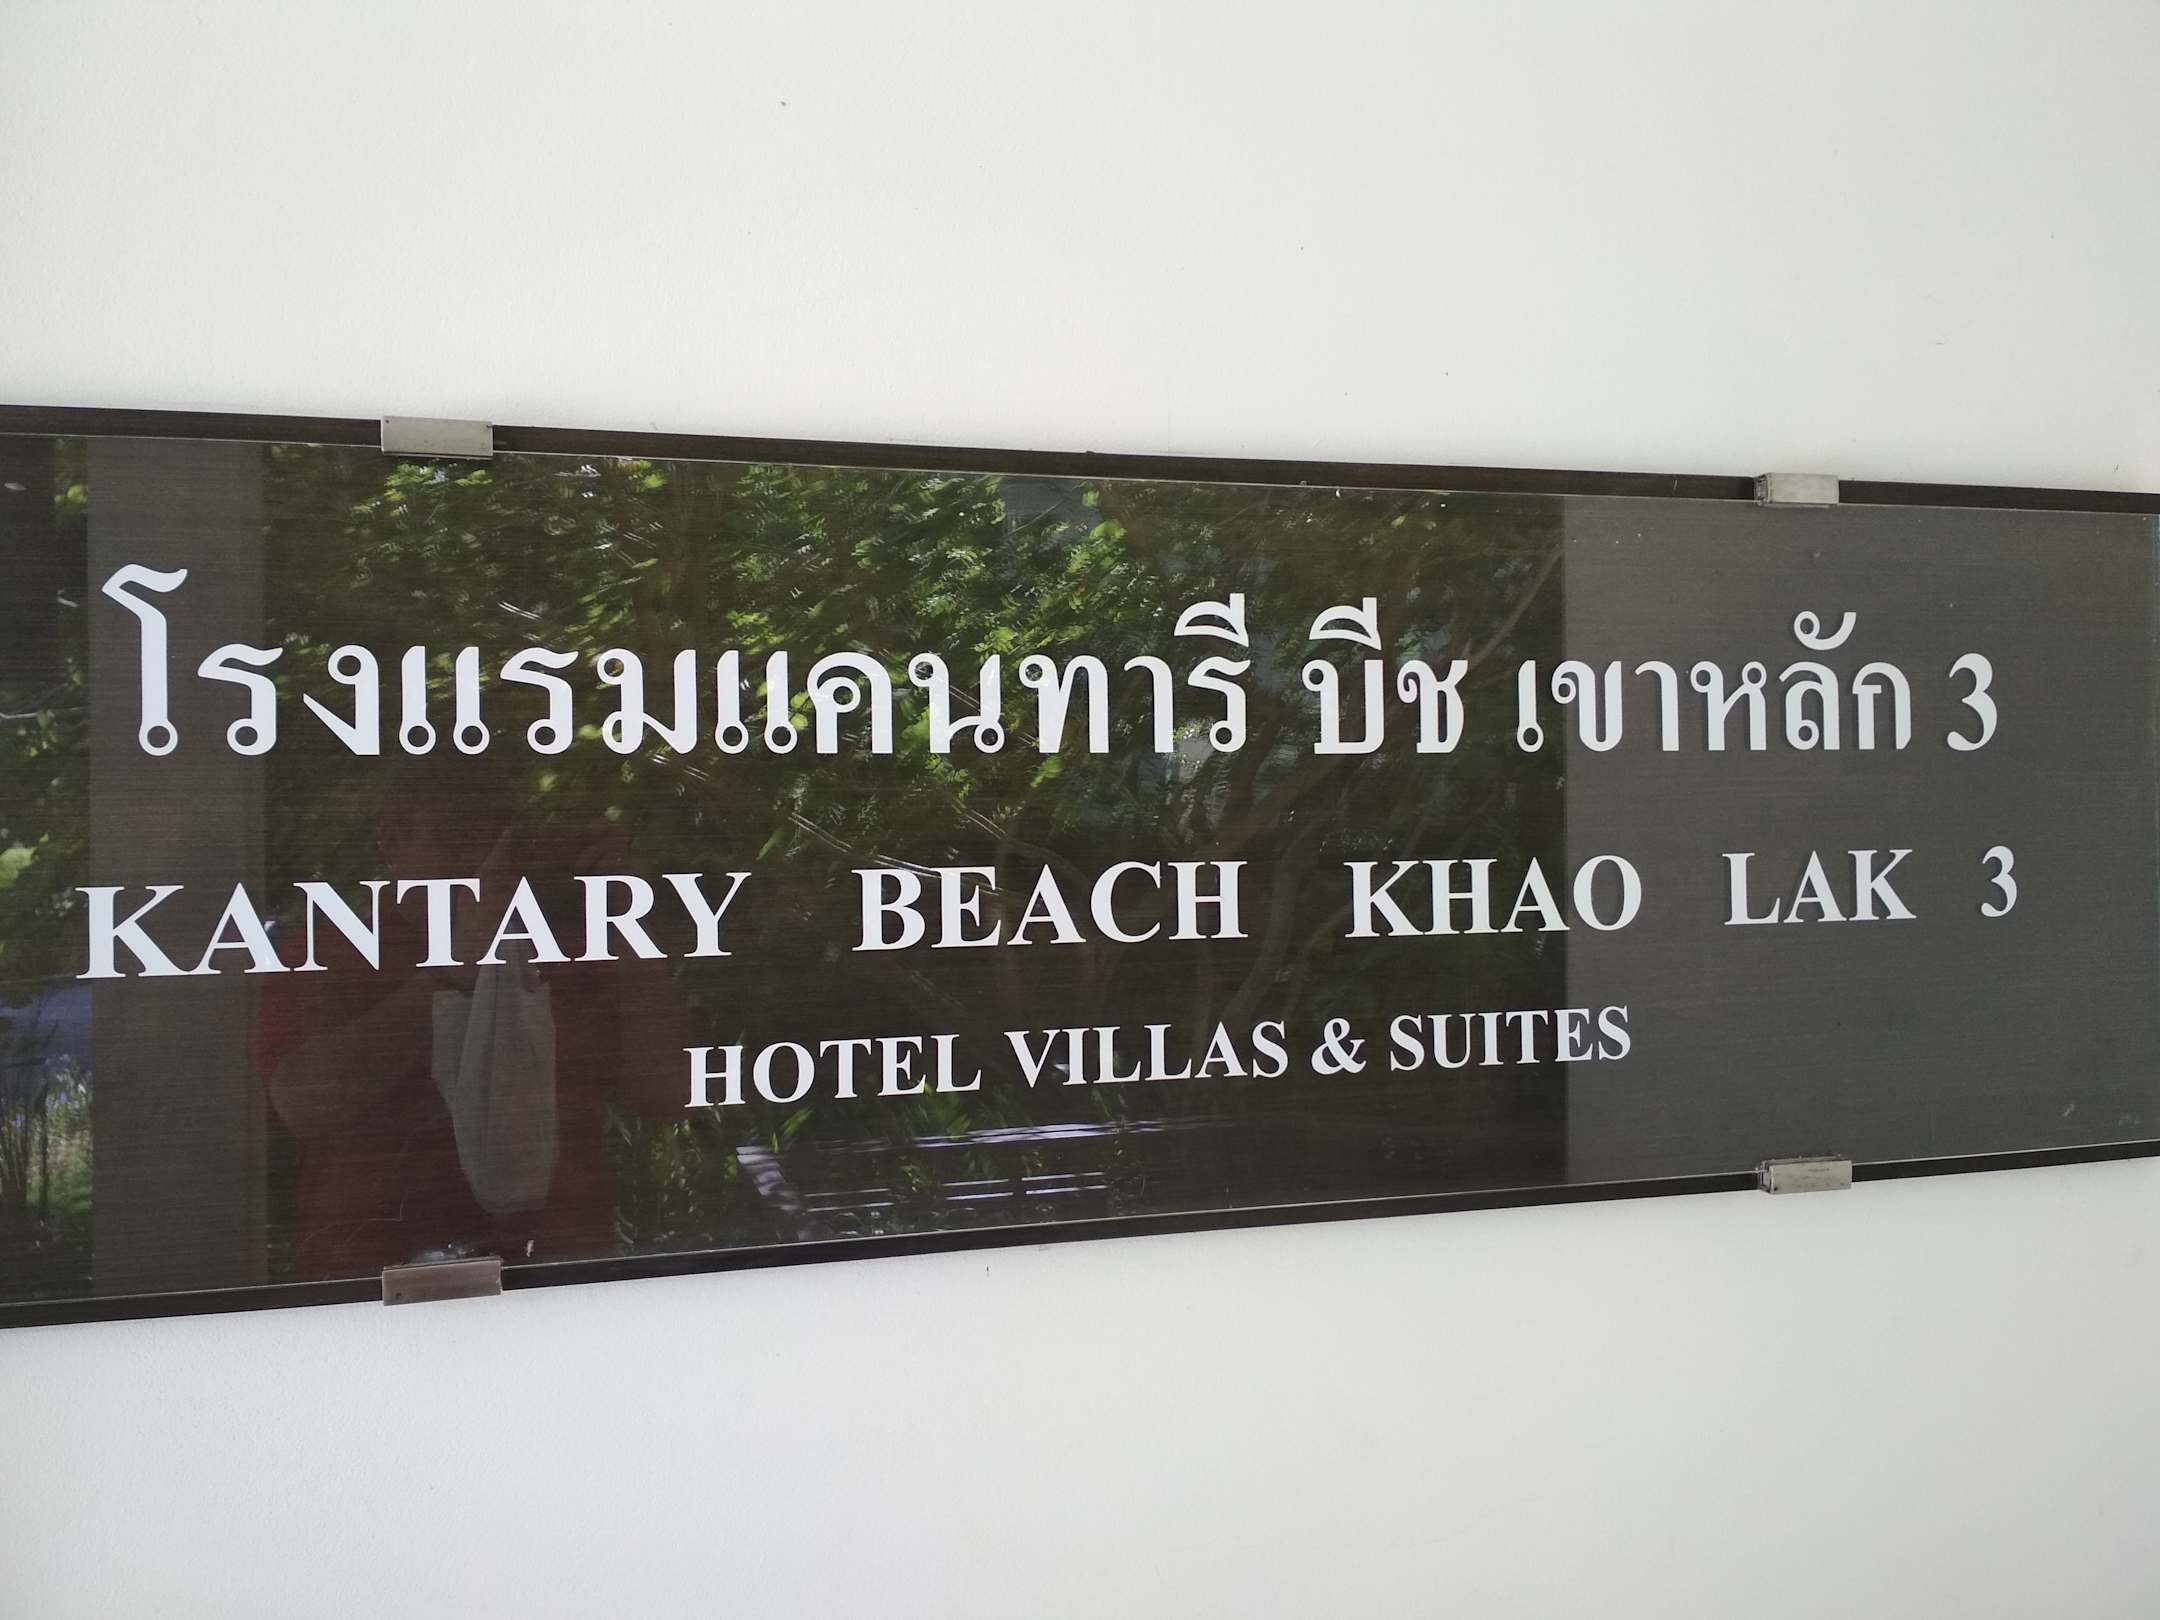 โรงแรมแคนทารี บีช เขาหลัก 3
KANTARY BEACH KHAO LAK 3
HOTEL VILLAS & SUITES